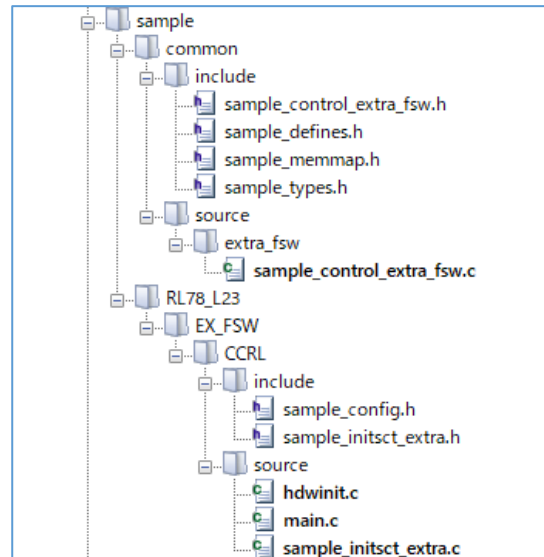 sample
common
include
sample_control_extra_fsw.h
sample_defines.h
sample_memmap.h
sample_types.h
source
extra_fsw
sample_control_extra_fsw.c
RL78_L23
EX_FSW
CCRL
include
sample_config.h
sample_initsct_extra.h
source
hdwinit.c
main.c
sample_initsct_extra.c